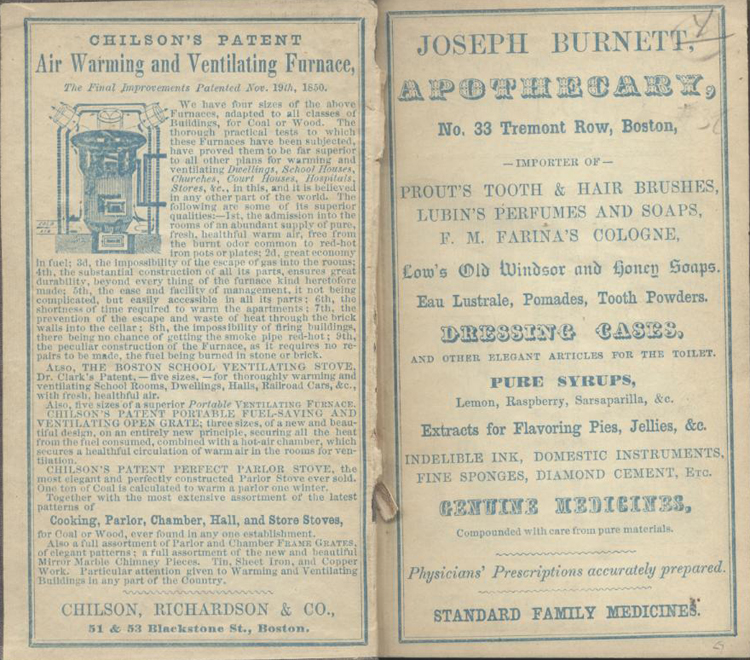 CHILSON'S PATENT
Air Warming and Ventilating Furnace,
The Final Improvements Patented Nov. 19th, 1850.
We have four sizes of the above
Furnaces, adapted to all classes of
Buildings, for Coal or Wood. The
thorough practical tests to which
these Furnaces have been subjected,
have proved them to be far superior
to all other plans for warming and
ventilating Dwellings, School Houses,
Churches, Court Houses, Hospitals,
Stores, &c., in this, and it is believed
in any other part of the world. The
following are some of its superior
qualities:—1st, the admission into the
rooms of an abundant supply of pure,
fresh, healthful warm air, free from
the burnt odor common to red-hot
iron pots or plates; 2d, great economy
in fuel; 3d, the impossibility of the escape of gas into the rooms;
4th, the substantial construction of all its parts, ensures great
durability, beyond every thing of the furnace kind heretofore
made; 5th, the ease and facility of management, it not being
complicated, but easily accessible in all its parts; 6th, the
shortness of time required to warm the apartments; 7th, the
prevention of the escape and waste of heat through the brick
walls into the cellar; 8th, the impossibility of firing buildings,
there being no chance of getting the smoke pipe red-hot; 9th,
the peculiar construction of the Furnace, as it requires no re-
pairs to be made, the fuel being burned in stone or brick.
Also, THE BOSTON SCHOOL VENTILATING STOVE,
Dr. Clark's Patent,—five sizes,—for thoroughly warming and
ventilating School Rooms, Dwellings, Halls, Railroad Cars, &c.,
with fresh, healthful air.
Also, five sizes of a superior Portable VENTILATING FURNACE.
CHILSON'S PATENT PORTABLE FUEL-SAVING AND
VENTILATING OPEN GRATE; three sizes, of a new and beau-
tiful design, on an entirely new principle, securing all the heat
from the fuel consumed, combined with a hot-air chamber, which
secures a healthful circulation of warm air in the rooms for ven-
tilation.
CHILSON'S PATENT PERFECT PARLOR STOVE, the
most elegant and perfectly constructed Parlor Stove ever sold.
One ton of Coal is calculated to warm a parlor one winter.
Together with the most extensive assortment of the latest
patterns of
Cooking, Parlor, Chamber, Hall, and Store Stoves,
for Coal or Wood, ever found in any one establishment.
Also a full assortment of Parlor and Chamber FRAME GRATES,
of elegant patterns; a full assortment of the new and beautiful
Mirror Marble Chimney Pieces. Tin, Sheet Iron, and Copper
Work. Particular attention given to Warming and Ventilating
Buildings in any part of the Country.
CHILSON, RICHARDSON & CO.,
51 & 53 Blackstone St., Boston.
JOSEPH BURNETT,
APOTHECARY,
No. 33 Tremont Row, Boston,
—IMPORTER OF—
PROUT'S TOOTH & HAIR BRUSHES,
LUBIN'S PERFUMES AND SOAPS,
F. M. FARINA'S COLOGNE,
Low's Old Windsor and Honey Soaps.
Eau Lustrale, Pomades, Tooth Powders.
DRESSING CASES,
AND OTHER ELEGANT ARTICLES FOR THE TOILET.
PURE SYRUPS,
Lemon, Raspberry, Sarsaparilla, &c.
Extracts for Flavoring Pies, Jellies, &c.
INDELIBLE INK, DOMESTIC INSTRUMENTS,
FINE SPONGES, DIAMOND CEMENT, ETC.
GENUINE MEDICINES,
Compounded with care from pure materials.
Physicians' Prescriptions accurately prepared.
STANDARD FAMILY MEDICINES.